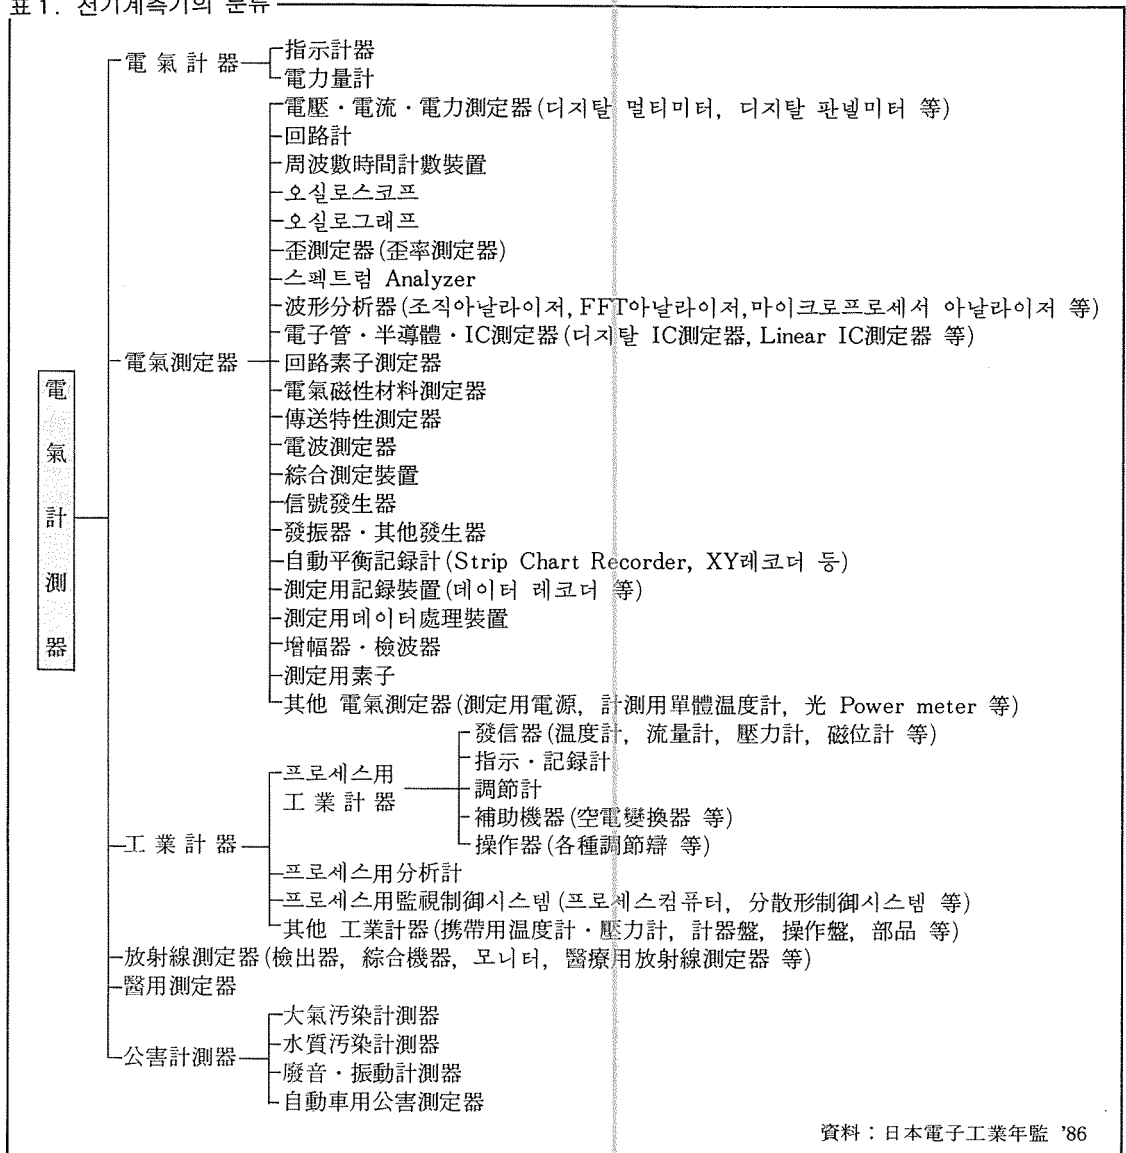 표 1. 전기계측기의 분류
電氣計測器
電氣計器
指示計器
電力量計
電氣測定器
電壓·電流·電力測定器(디지탈 멀티미터, 디지탈 판넬미터 等)
回路計
周波數時間計數裝置
오실로스코프
오실로그래프
歪測定器(歪率測定器)
스펙트럼 Analyzer
波形分析器(조직아날라이저, FFT아날라이저,마이크로프로세서 아날라이저 等)
電子管·半導體·IC測定器(디지탈 IC測定器, Linear IC測定器 等)
回路素子測定器
電氣磁性材料測定器
傳送特性測定器
電波測定器
綜合測定裝置
信號發生器
發振器·其他發生器
自動平衡記録計(Strip Chart Recorder, XY레코더 등)
測定用記録裝置(데이터 레코더 等)
測定用데이터處理裝置
增幅器·檢波器
測定用素子
其他 電氣測定器(測定用電源, 計測用單體温度計, 光 Power meter 等)
工業計器
프로세스用
工業計器
發信器(温度計, 流量計, 壓力計, 磁位計 等)
指示·記録計
調節計
補助機器(空電變換器 等)
操作器(各種調節辯 等)
프로세스用分析計
프로세스用監視制御시스템(프로세스컴퓨터, 分散形制御시스템 等)
其他 工業計器(携帶用温度計·壓力計, 計器盤, 操作盤, 部品 等)
放射線測定器(檢出器, 綜合機器, 모니터, 醫療用放射線測定器 等)
醫用測定器
公害計測器
大氣汚染計測器
水質汚染計測器
廢音·振動計測器
自動車用公害測定器
資料：日本電子工業年監 '86